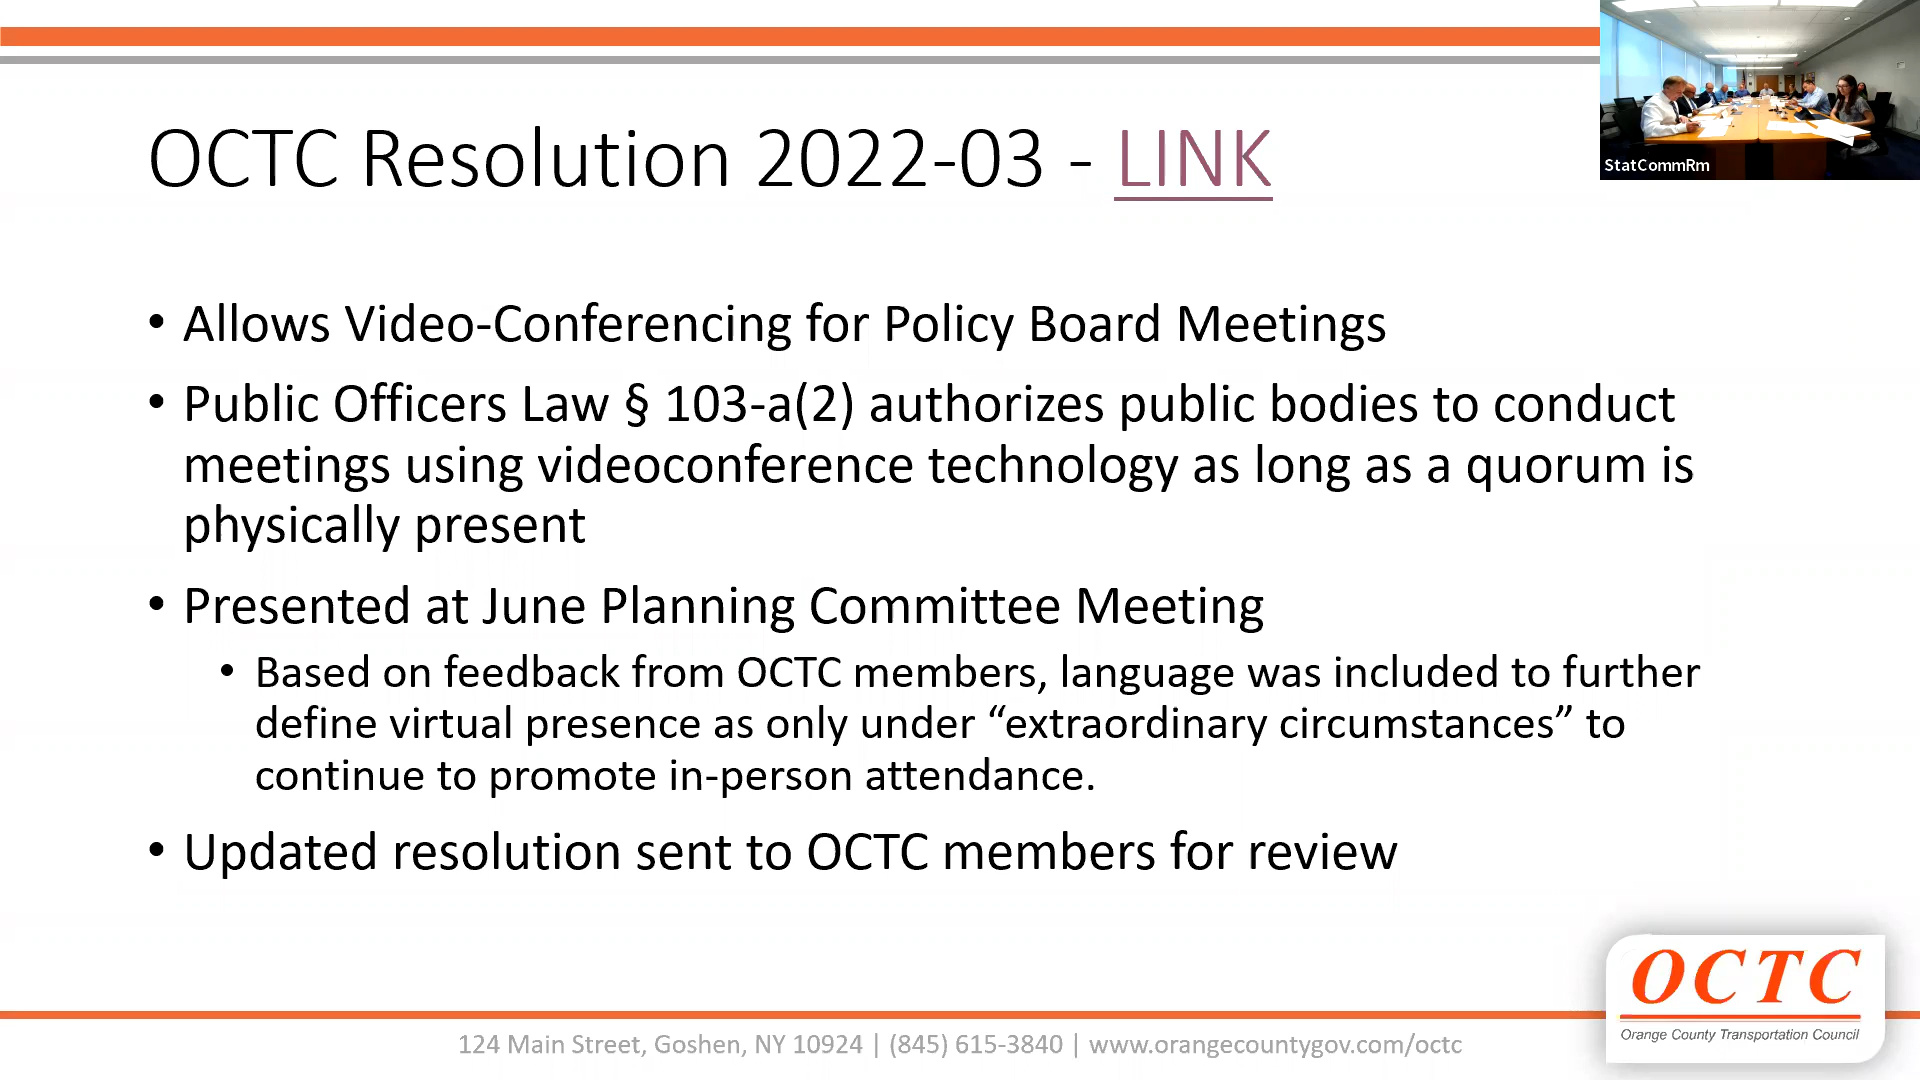 OCTC Resolution 2022-03 - LINK
StatCommRm
• Allows Video-Conferencing for Policy Board Meetings
• Public Officers Law § 103-a(2) authorizes public bodies to conduct
meetings using videoconference technology as long as a quorum is
physically present
• Presented at June Planning Committee Meeting
• Based on feedback from OCTC members, language was included to further
define virtual presence as only under “extraordinary circumstances” to
continue to promote in-person attendance.
• Updated resolution sent to OCTC members for review
OCTC
Orange County Transportation Council
124 Main Street, Goshen, NY 10924 | (845) 615-3840 | www.orangecountygov.com/octc